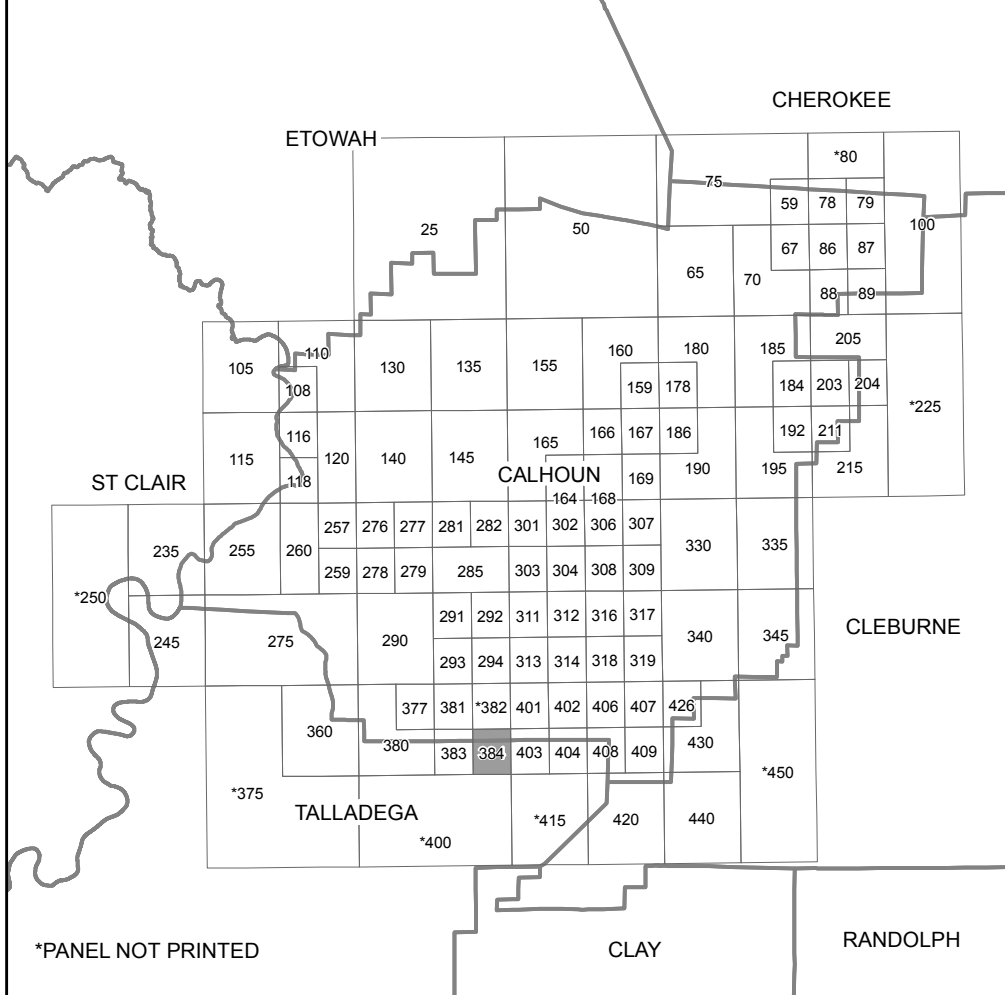 CHEROKEE
ETOWAH
*80
75
59 78 79
25 50 100
67 86 87
65 70
88 89
110 160 180 185 205
105 130 135 155
108 159 178 184 203 204
*225
116 166 167 186 192 211
115 120 140 145 165
190 195 215
ST CLAIR 118 CALHOUN 169
164 168
257 276 277 281 282 301 302 306 307
235 255 260 330 335
259 278 279 285 303 304 308 309
*250
291 292 311 312 316 317
245 275 290 340 345 CLEBURNE
293 294 313 314 318 319
377 381 *382 401 402 406 407 426
360 380
383 384 403 404 408 409 430
*375 *450
TALLADEGA *415 420 440
*400
*PANEL NOT PRINTED CLAY RANDOLPH